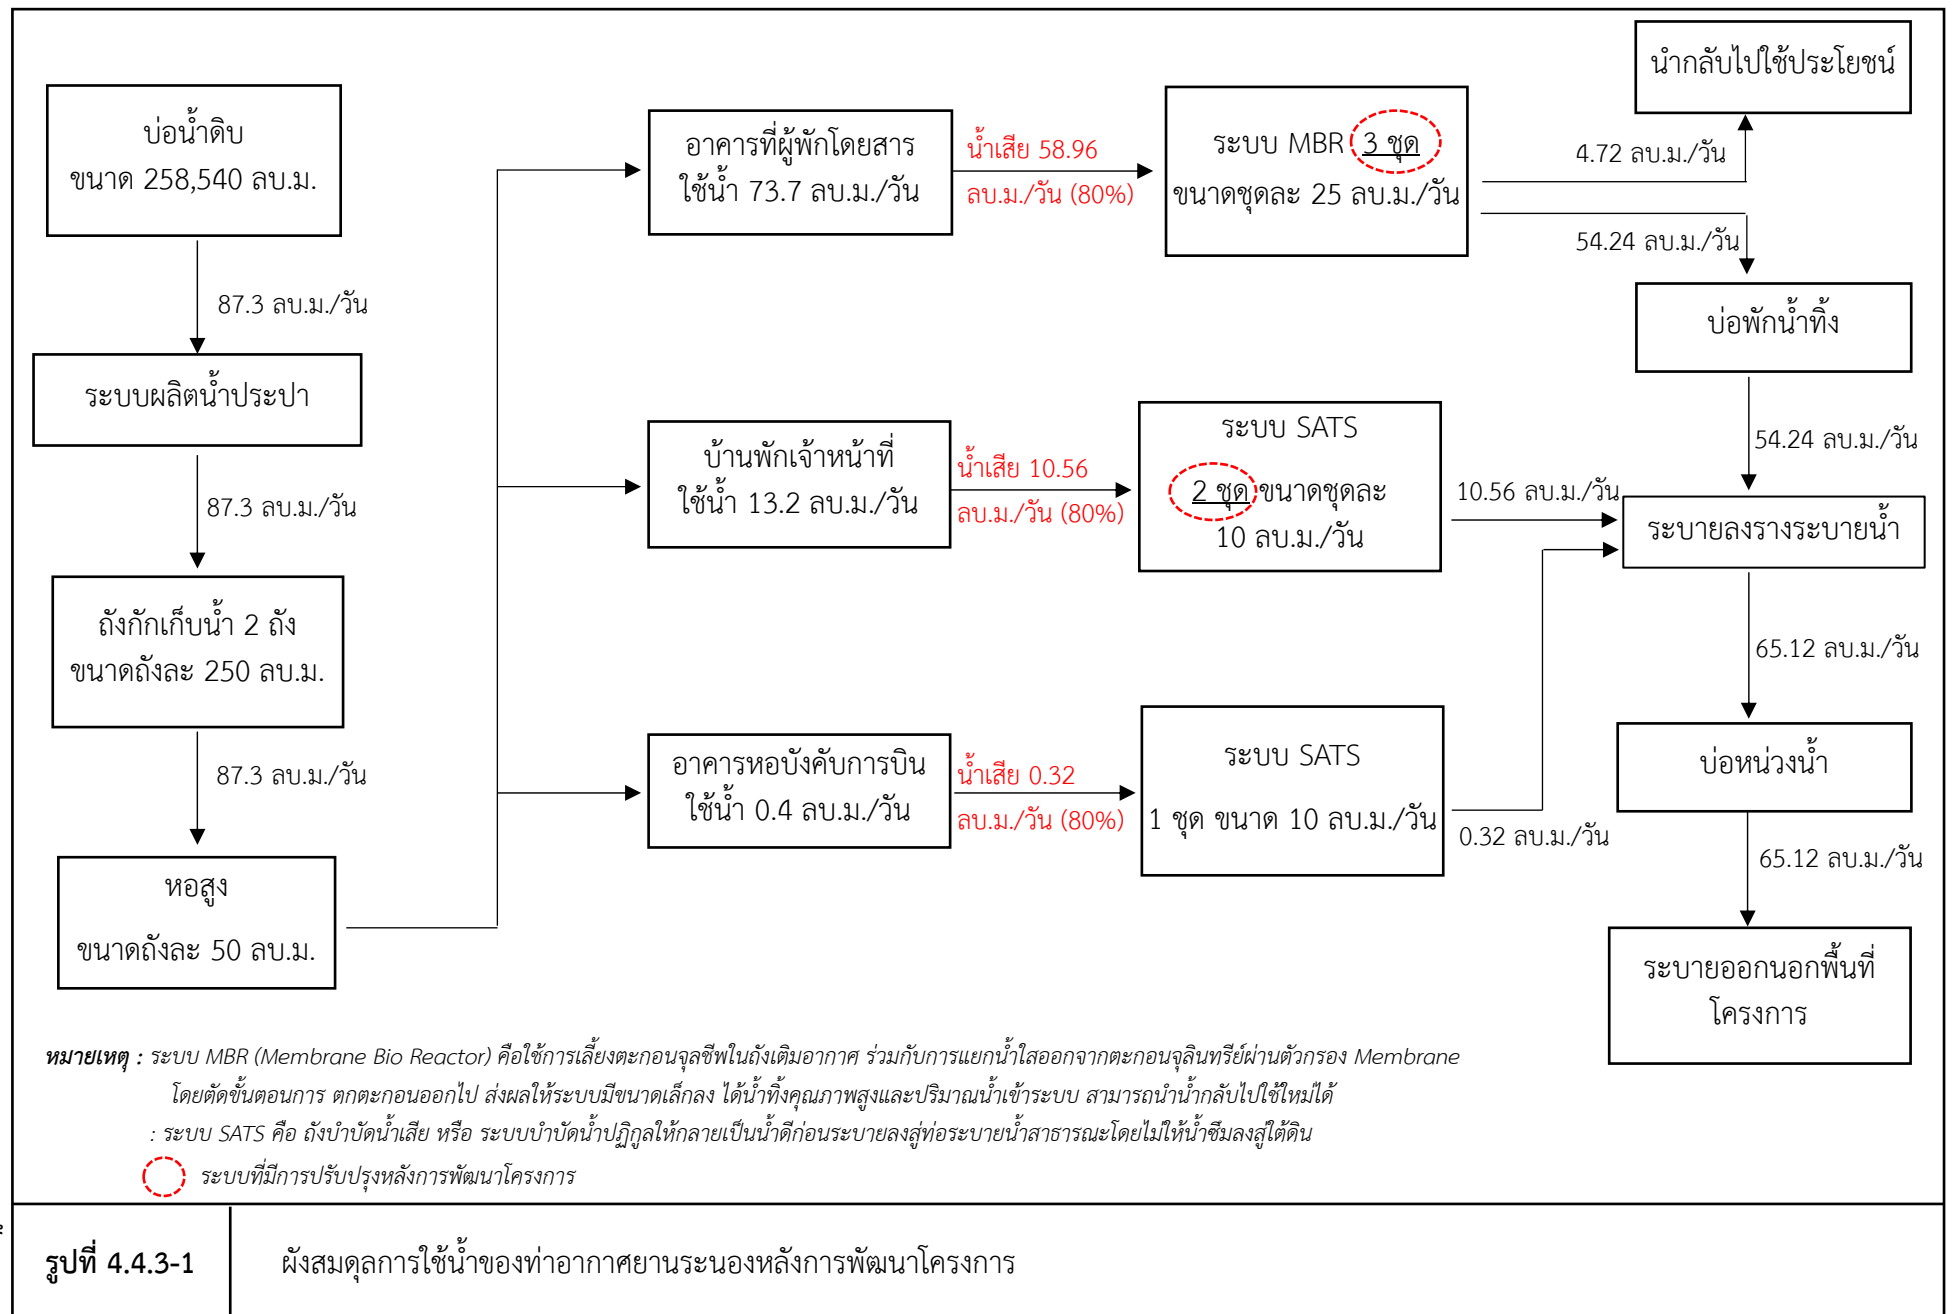 บ่อน้ำดิบ
ขนาด 258,540 ลบ.ม.
87.3 ลบ.ม./วัน
ระบบผลิตน้ำประปา
87.3 ลบ.ม./วัน
ถังกักเก็บน้ำ 2 ถัง
ขนาดถังละ 250 ลบ.ม.
87.3 ลบ.ม./วัน
หอสูง
ขนาดถังละ 50 ลบ.ม.
อาคารที่ผู้พักโดยสาร
ใช้น้ำ 73.7 ลบ.ม./วัน
น้ำเสีย 58.96
ลบ.ม./วัน (80%)
ระบบ MBR 3 ชุด
ขนาดชุดละ 25 ลบ.ม./วัน
4.72 ลบ.ม./วัน
นำกลับไปใช้ประโยชน์
54.24 ลบ.ม./วัน
บ่อพักน้ำทิ้ง
54.24 ลบ.ม./วัน
บ้านพักเจ้าหน้าที่
ใช้น้ำ 13.2 ลบ.ม./วัน
น้ำเสีย 10.56
ลบ.ม./วัน (80%)
ระบบ SATS
2 ชุด ขนาดชุดละ
10 ลบ.ม./วัน
10.56 ลบ.ม./วัน
ระบายลงรางระบายน้ำ
65.12 ลบ.ม./วัน
อาคารหอบังคับการบิน
ใช้น้ำ 0.4 ลบ.ม./วัน
น้ำเสีย 0.32
ลบ.ม./วัน (80%)
ระบบ SATS
1 ชุด ขนาด 10 ลบ.ม./วัน
0.32 ลบ.ม./วัน
บ่อหน่วงน้ำ
65.12 ลบ.ม./วัน
ระบายออกนอกพื้นที่
โครงการ
หมายเหตุ : ระบบ MBR (Membrane Bio Reactor) คือใช้การเลี้ยงตะกอนจุลชีพในถังเติมอากาศ ร่วมกับการแยกน้ำใสออกจากตะกอนจุลินทรีย์ผ่านตัวกรอง Membrane
โดยตัดขั้นตอนการ ตกตะกอนออกไป ส่งผลให้ระบบมีขนาดเล็กลง ได้น้ำทิ้งคุณภาพสูงและปริมาณน้ำเข้าระบบ สามารถนำน้ำกลับไปใช้ใหม่ได้
: ระบบ SATS คือ ถังบำบัดน้ำเสีย หรือ ระบบบำบัดน้ำปฏิกูลให้กลายเป็นน้ำดีก่อนระบายลงสู่ท่อระบายน้ำสาธารณะโดยไม่ให้น้ำซึมลงสู่ใต้ดิน
ระบบที่มีการปรับปรุงหลังการพัฒนาโครงการ
รูปที่ 4.4.3-1
ผังสมดุลการใช้น้ำของท่าอากาศยานระนองหลังการพัฒนาโครงการ